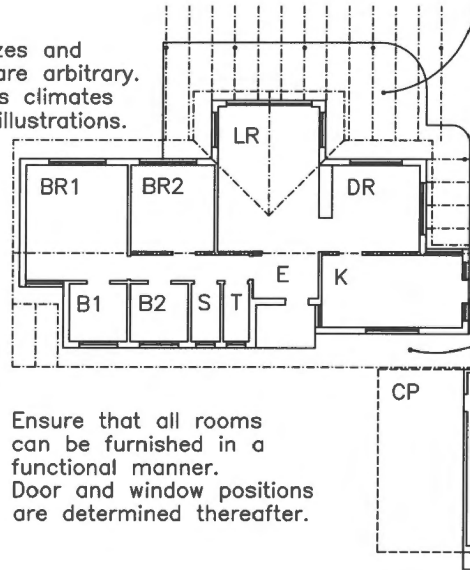 zes and
are arbitrary.
s climates
illustrations.
LR
BR1
BR2
DR
E
K
B1
B2
S
T
CP
Ensure that all rooms
can be furnished in a
functional manner.
Door and window positions
are determined thereafter.